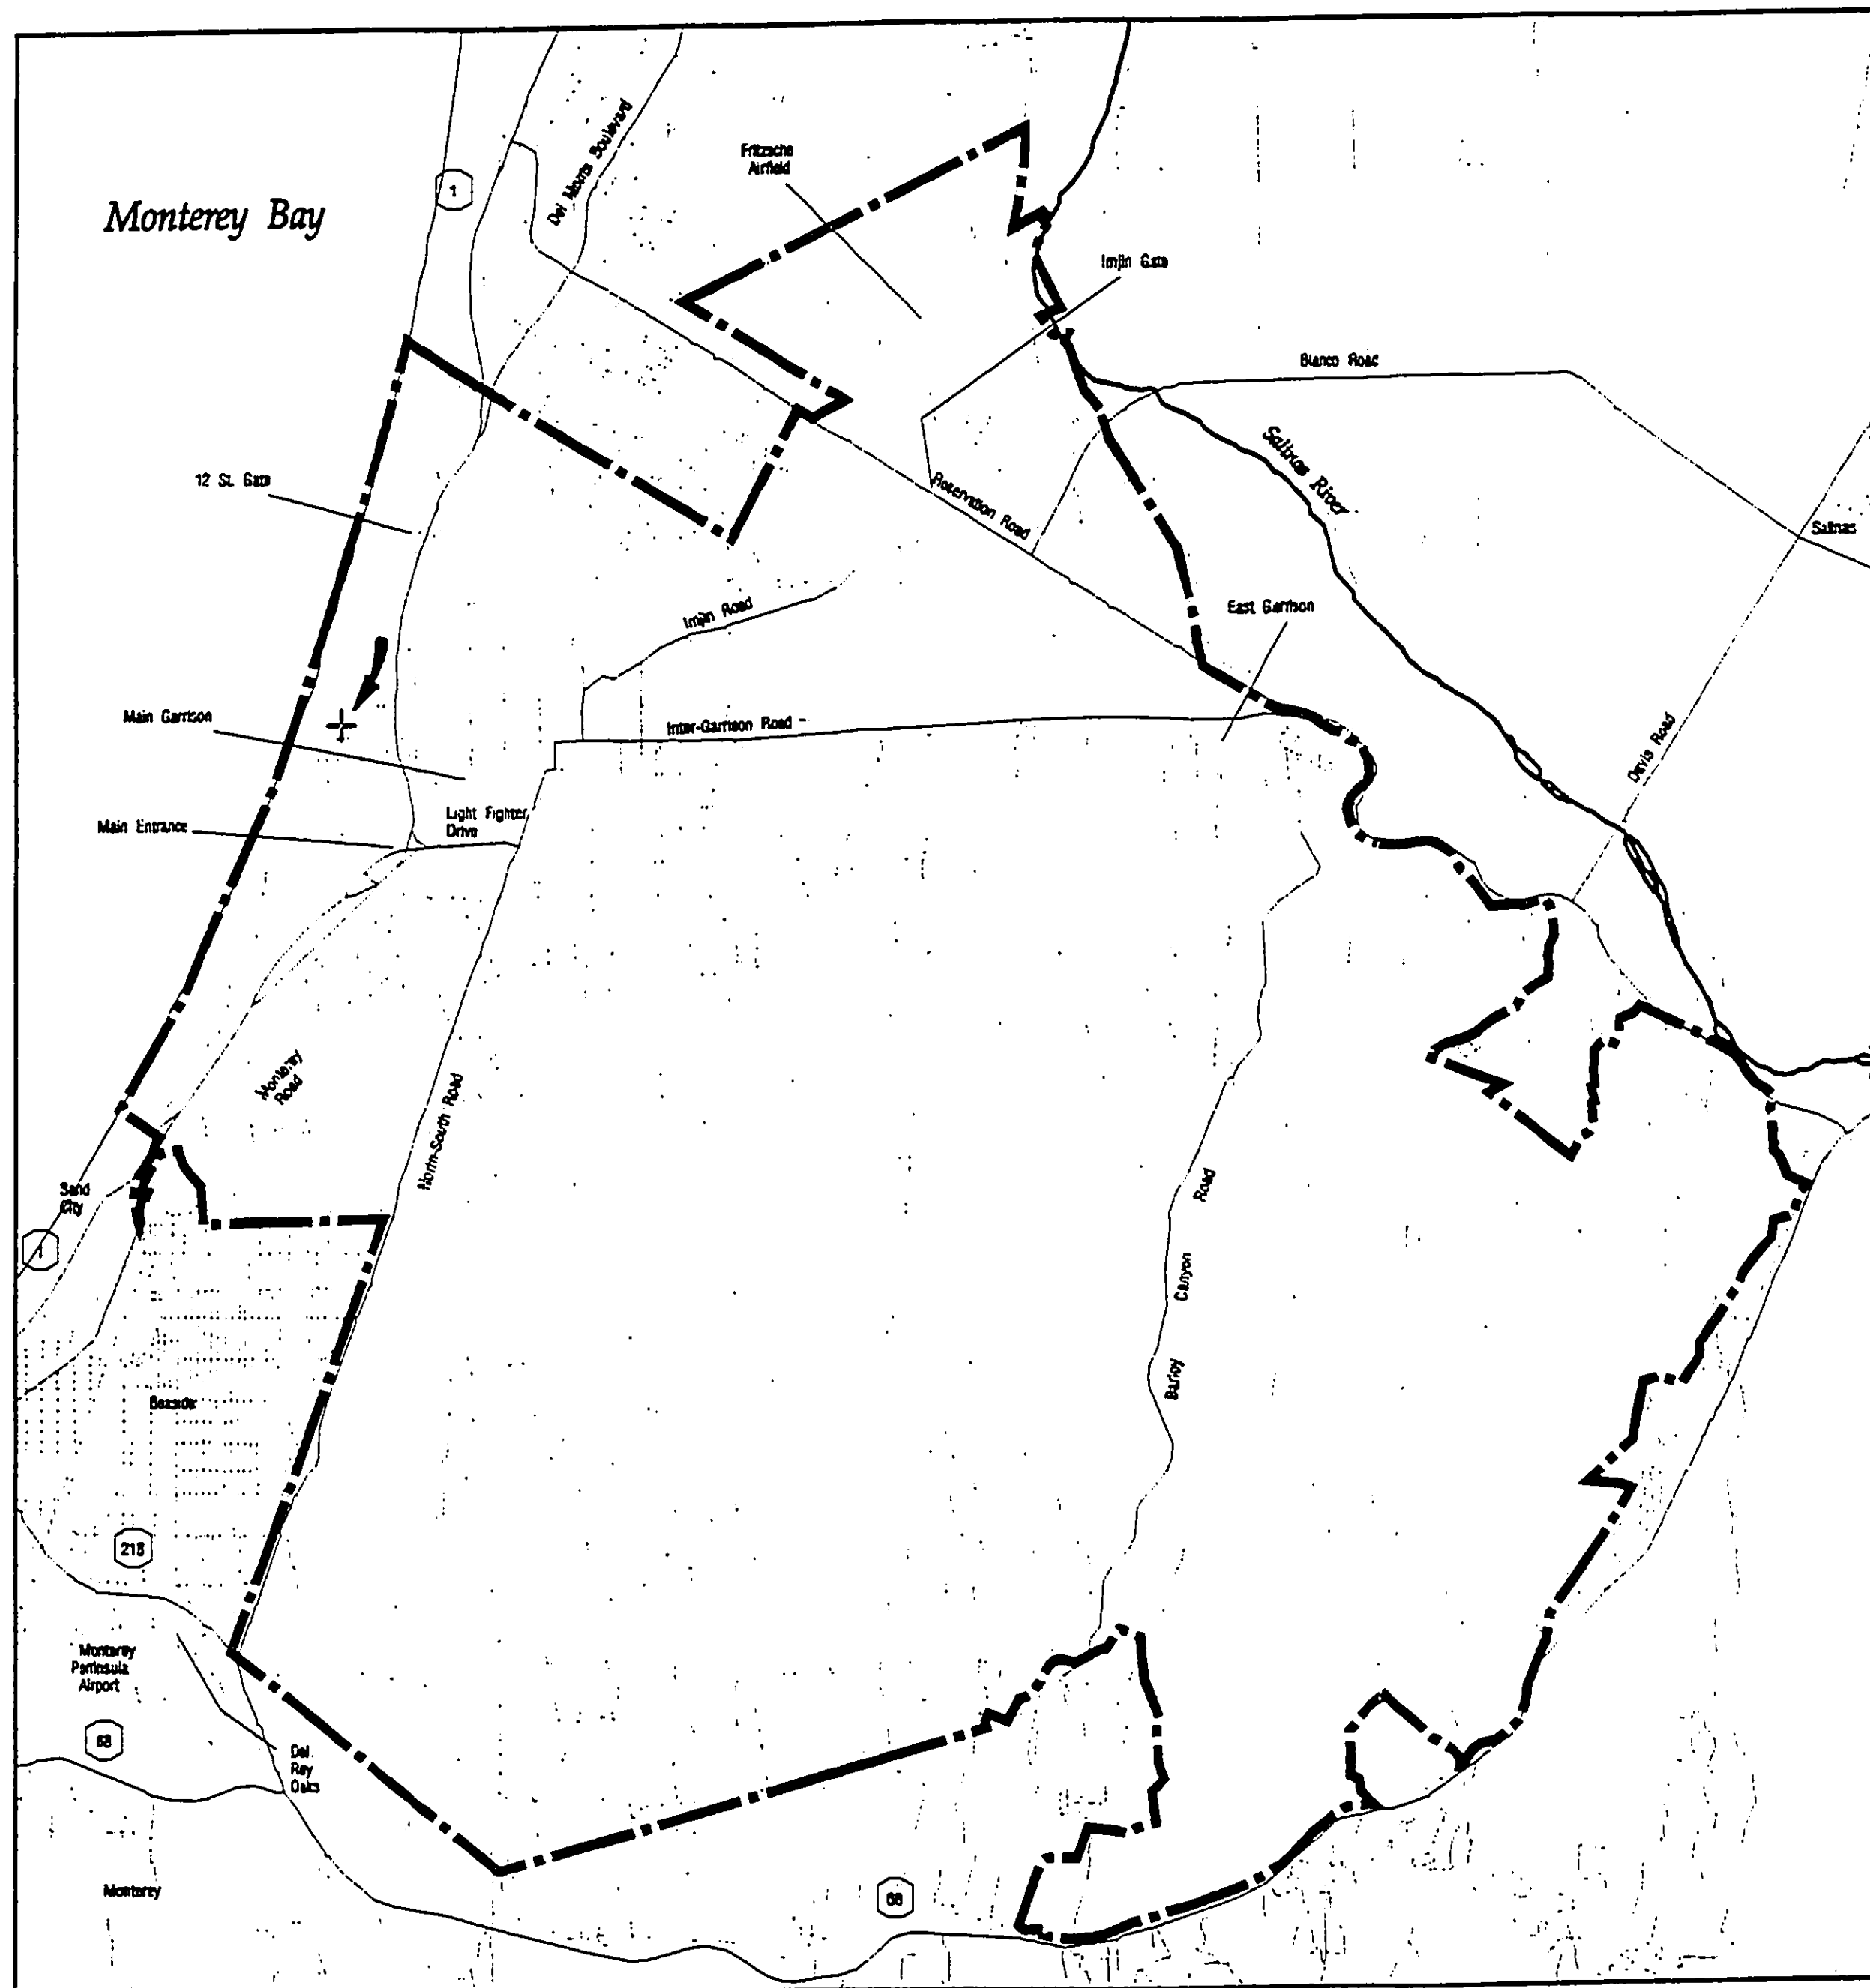 Del Monte Boulevard
Fritzsche
Airfield
1
Monterey Bay
Imjin Gate
Blanco Road
Salinas River
12 St. Gate
Reservation Road
Salinas
Imjin Road
East Garrison
Main Garrison
Inter-Garrison Road
Davis Road
Main Entrance
Light Fighter
Drive
Monterey
Road
North-South Road
Sand
City
1
Barloy Canyon Road
Seaside
218
Monterey
Peninsula
Airport
68
Del
Rey
Oaks
Monterey
68